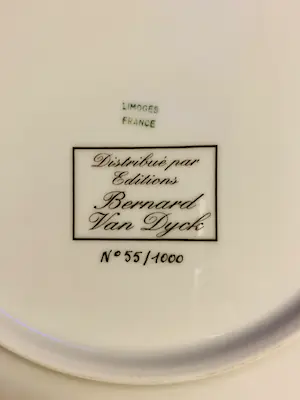 LIMOGES
FRANCE
Distribué par
Editions
Bernard
Van Dyck
N° 55/1000